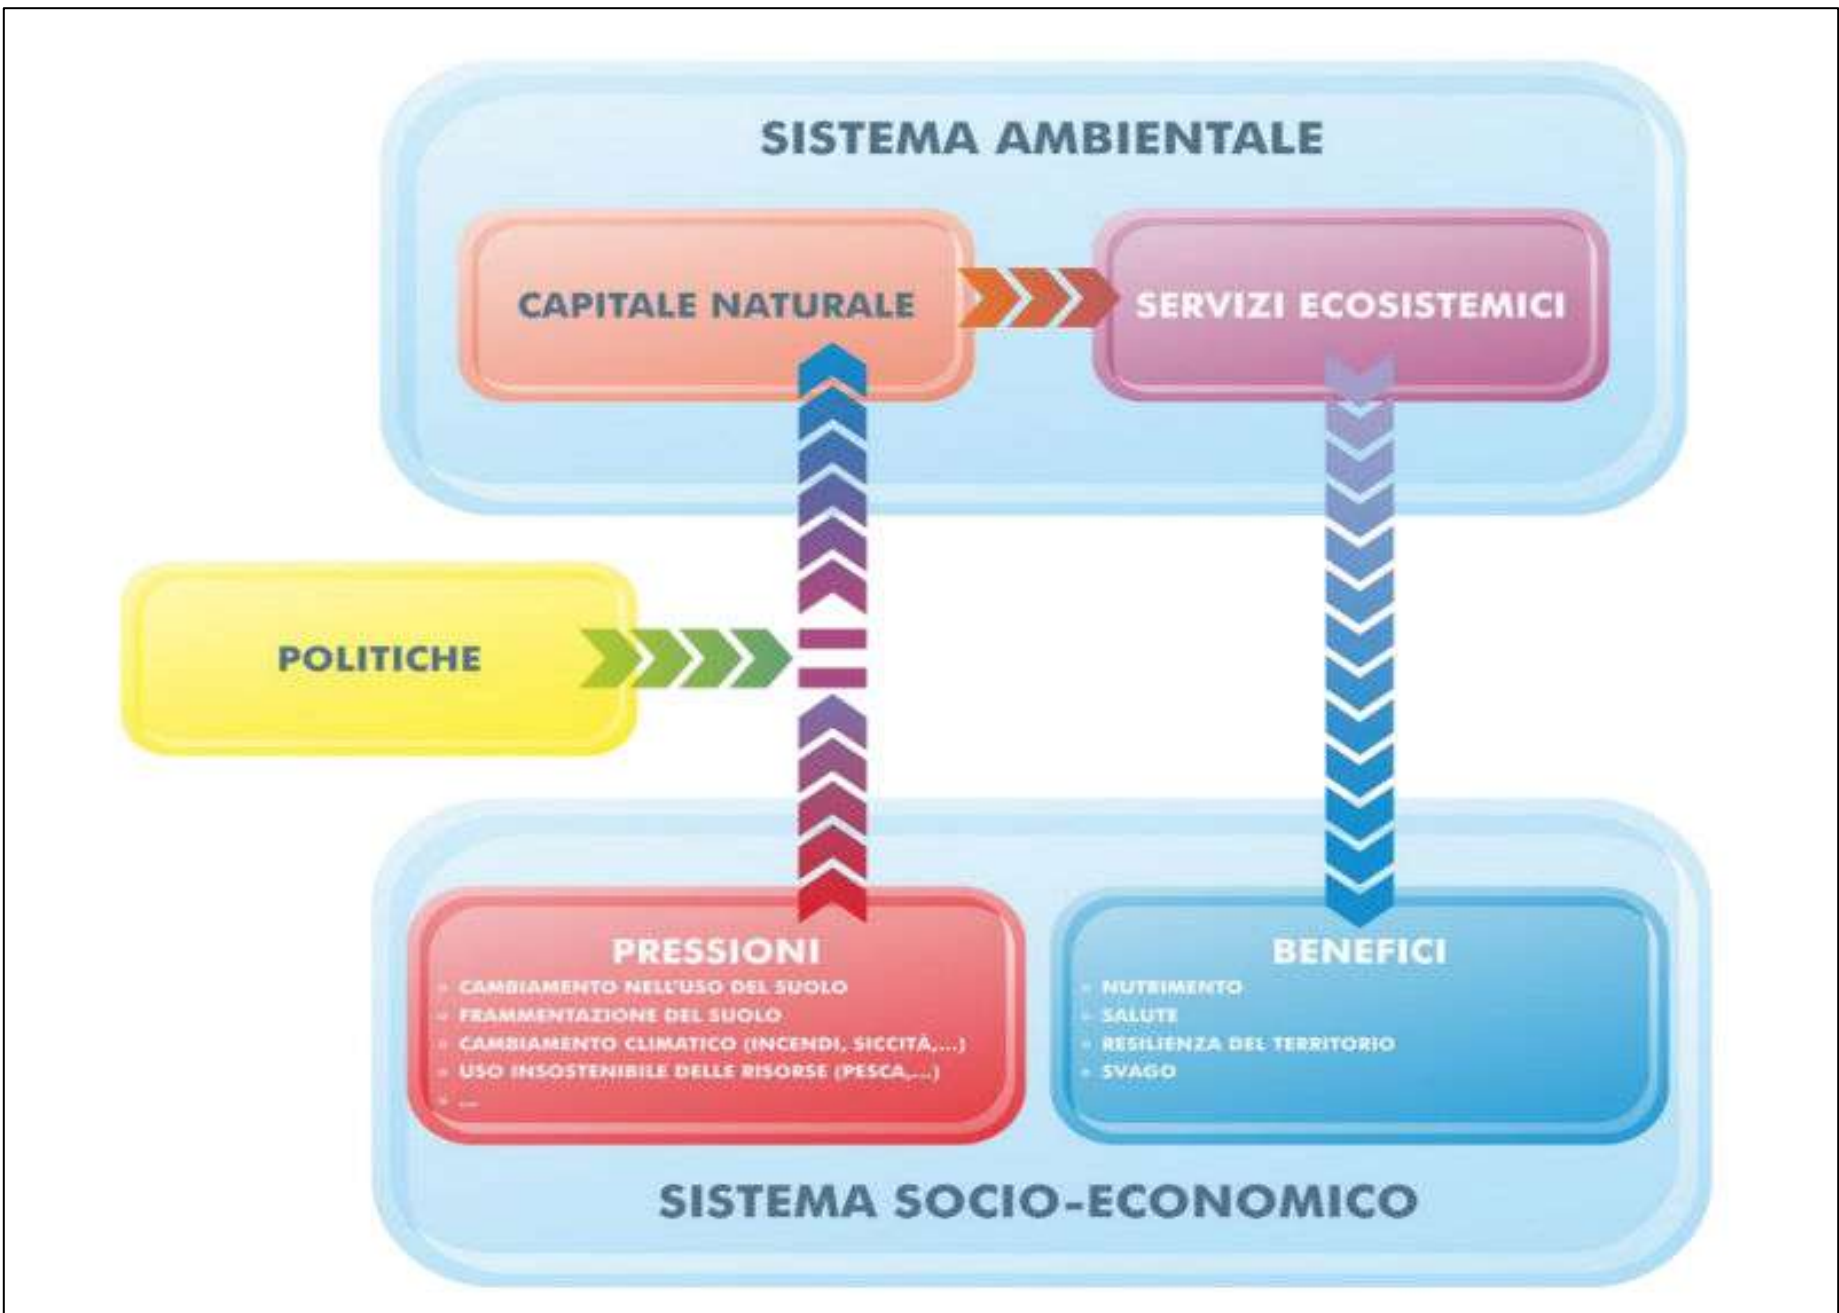 SISTEMA AMBIENTALE
CAPITALE NATURALE
SERVIZI ECOSISTEMICI
POLITICHE
PRESSIONI
CAMBIAMENTO NELL'USO DEL SUOLO
FRAMMENTAZIONE DEL SUOLO
CAMBIAMENTO CLIMATICO (INCENDI, SICCITÀ,...)
USO INSOSTENIBILE DELLE RISORSE (PESCA,...)
...
BENEFICI
NUTRIMENTO
SALUTE
RESILIENZA DEL TERRITORIO
SVAGO
SISTEMA SOCIO-ECONOMICO